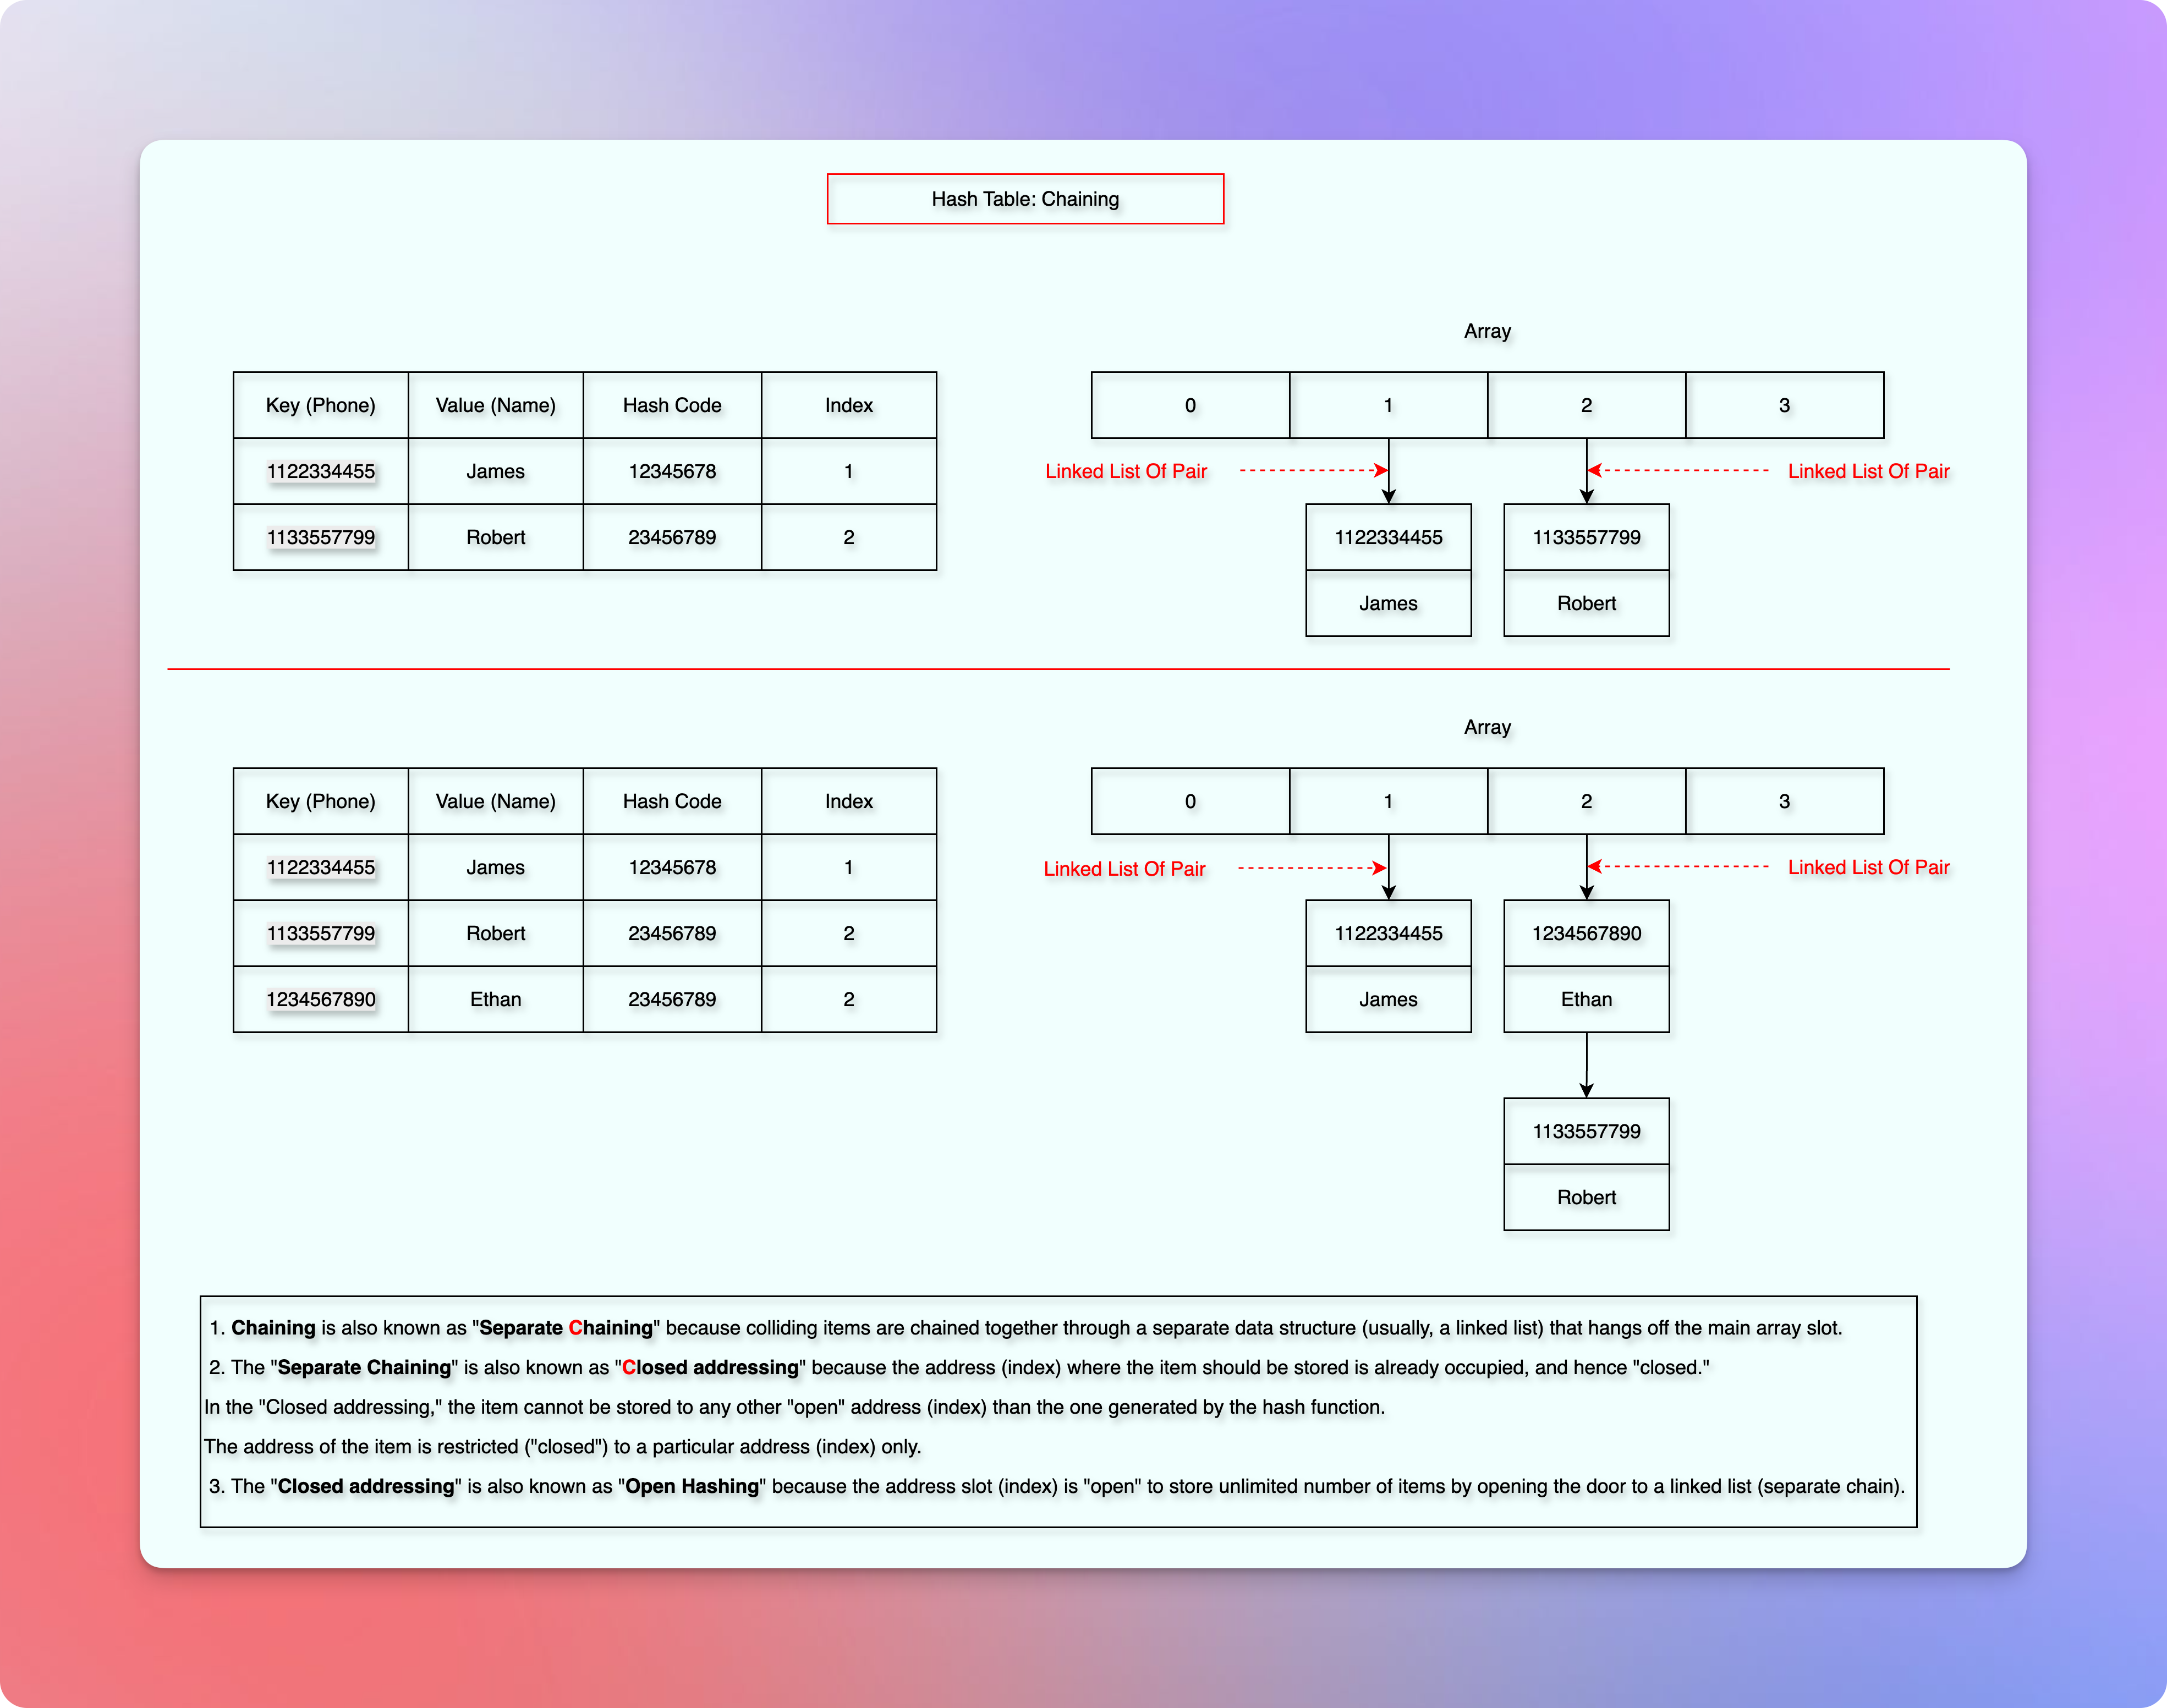 Hash Table: Chaining
Array
Key (Phone) Value (Name) Hash Code Index
1122334455 James 12345678 1
1133557799 Robert 23456789 2
0 1 2 3
Linked List Of Pair
Linked List Of Pair
1122334455 1133557799
James Robert
Array
Key (Phone) Value (Name) Hash Code Index
1122334455 James 12345678 1
1133557799 Robert 23456789 2
1234567890 Ethan 23456789 2
0 1 2 3
Linked List Of Pair
Linked List Of Pair
1122334455 1234567890
James Ethan
1133557799
Robert
1. Chaining is also known as "Separate Chaining" because colliding items are chained together through a separate data structure (usually, a linked list) that hangs off the main array slot.
2. The "Separate Chaining" is also known as "Closed addressing" because the address (index) where the item should be stored is already occupied, and hence "closed."
In the "Closed addressing," the item cannot be stored to any other "open" address (index) than the one generated by the hash function.
The address of the item is restricted ("closed") to a particular address (index) only.
3. The "Closed addressing" is also known as "Open Hashing" because the address slot (index) is "open" to store unlimited number of items by opening the door to a linked list (separate chain).